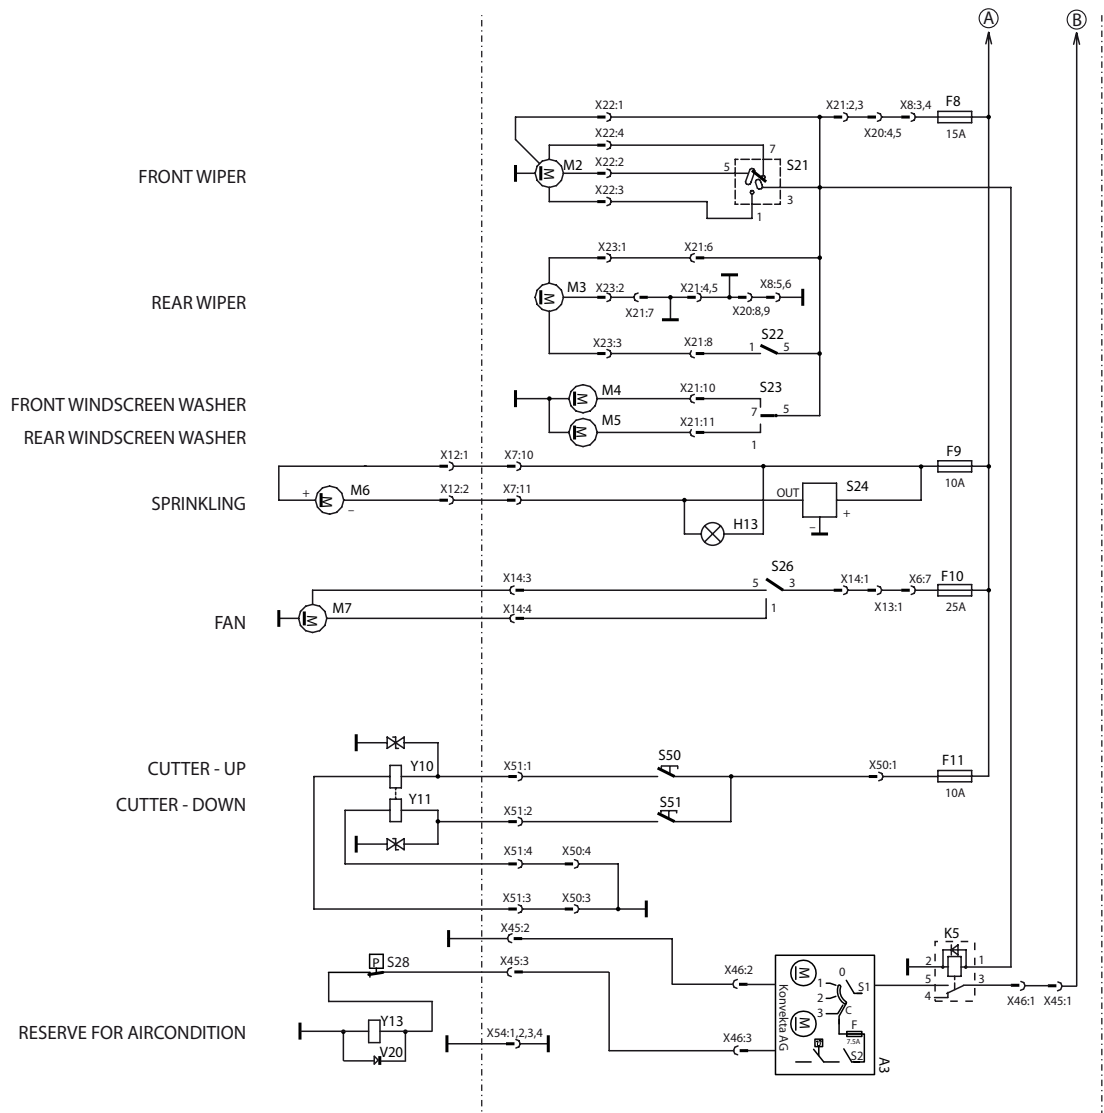 A B
X22:1 X21:2,3 X8:3,4 F8
X20:4,5 15A
X22:4
7
FRONT WIPER M2 X22:2 5 S21
X22:3 3
1
X23:1 X21:6
REAR WIPER M3 X23:2 X21:4,5 X8:5,6
X21:7 X20:8,9
S22
X23:3 X21:8 1 5
FRONT WINDSCREEN WASHER M4 X21:10 S23
7 5
REAR WINDSCREEN WASHER M5 X21:11
1
X12:1 X7:10 F9
10A
SPRINKLING + M6 X12:2 X7:11 OUT S24
− − +
H13
X14:3 5 S26 3 X14:1 X6:7 F10
X13:1 25A
FAN M7 X14:4 1
CUTTER - UP Y10 X51:1 S50 X50:1 F11
10A
CUTTER - DOWN Y11 X51:2 S51
X51:4 X50:4
X51:3 X50:3
X45:2 K5
S28 X45:3 2 1
P
X46:2 0 5 3
1 S1 4 X46:1 X45:1
2
3 C
RESERVE FOR AIRCONDITION Y13 X54:1,2,3,4 X46:3 Konvekta AG F
7.5A
V20 S2 A3
M M M M M M M M